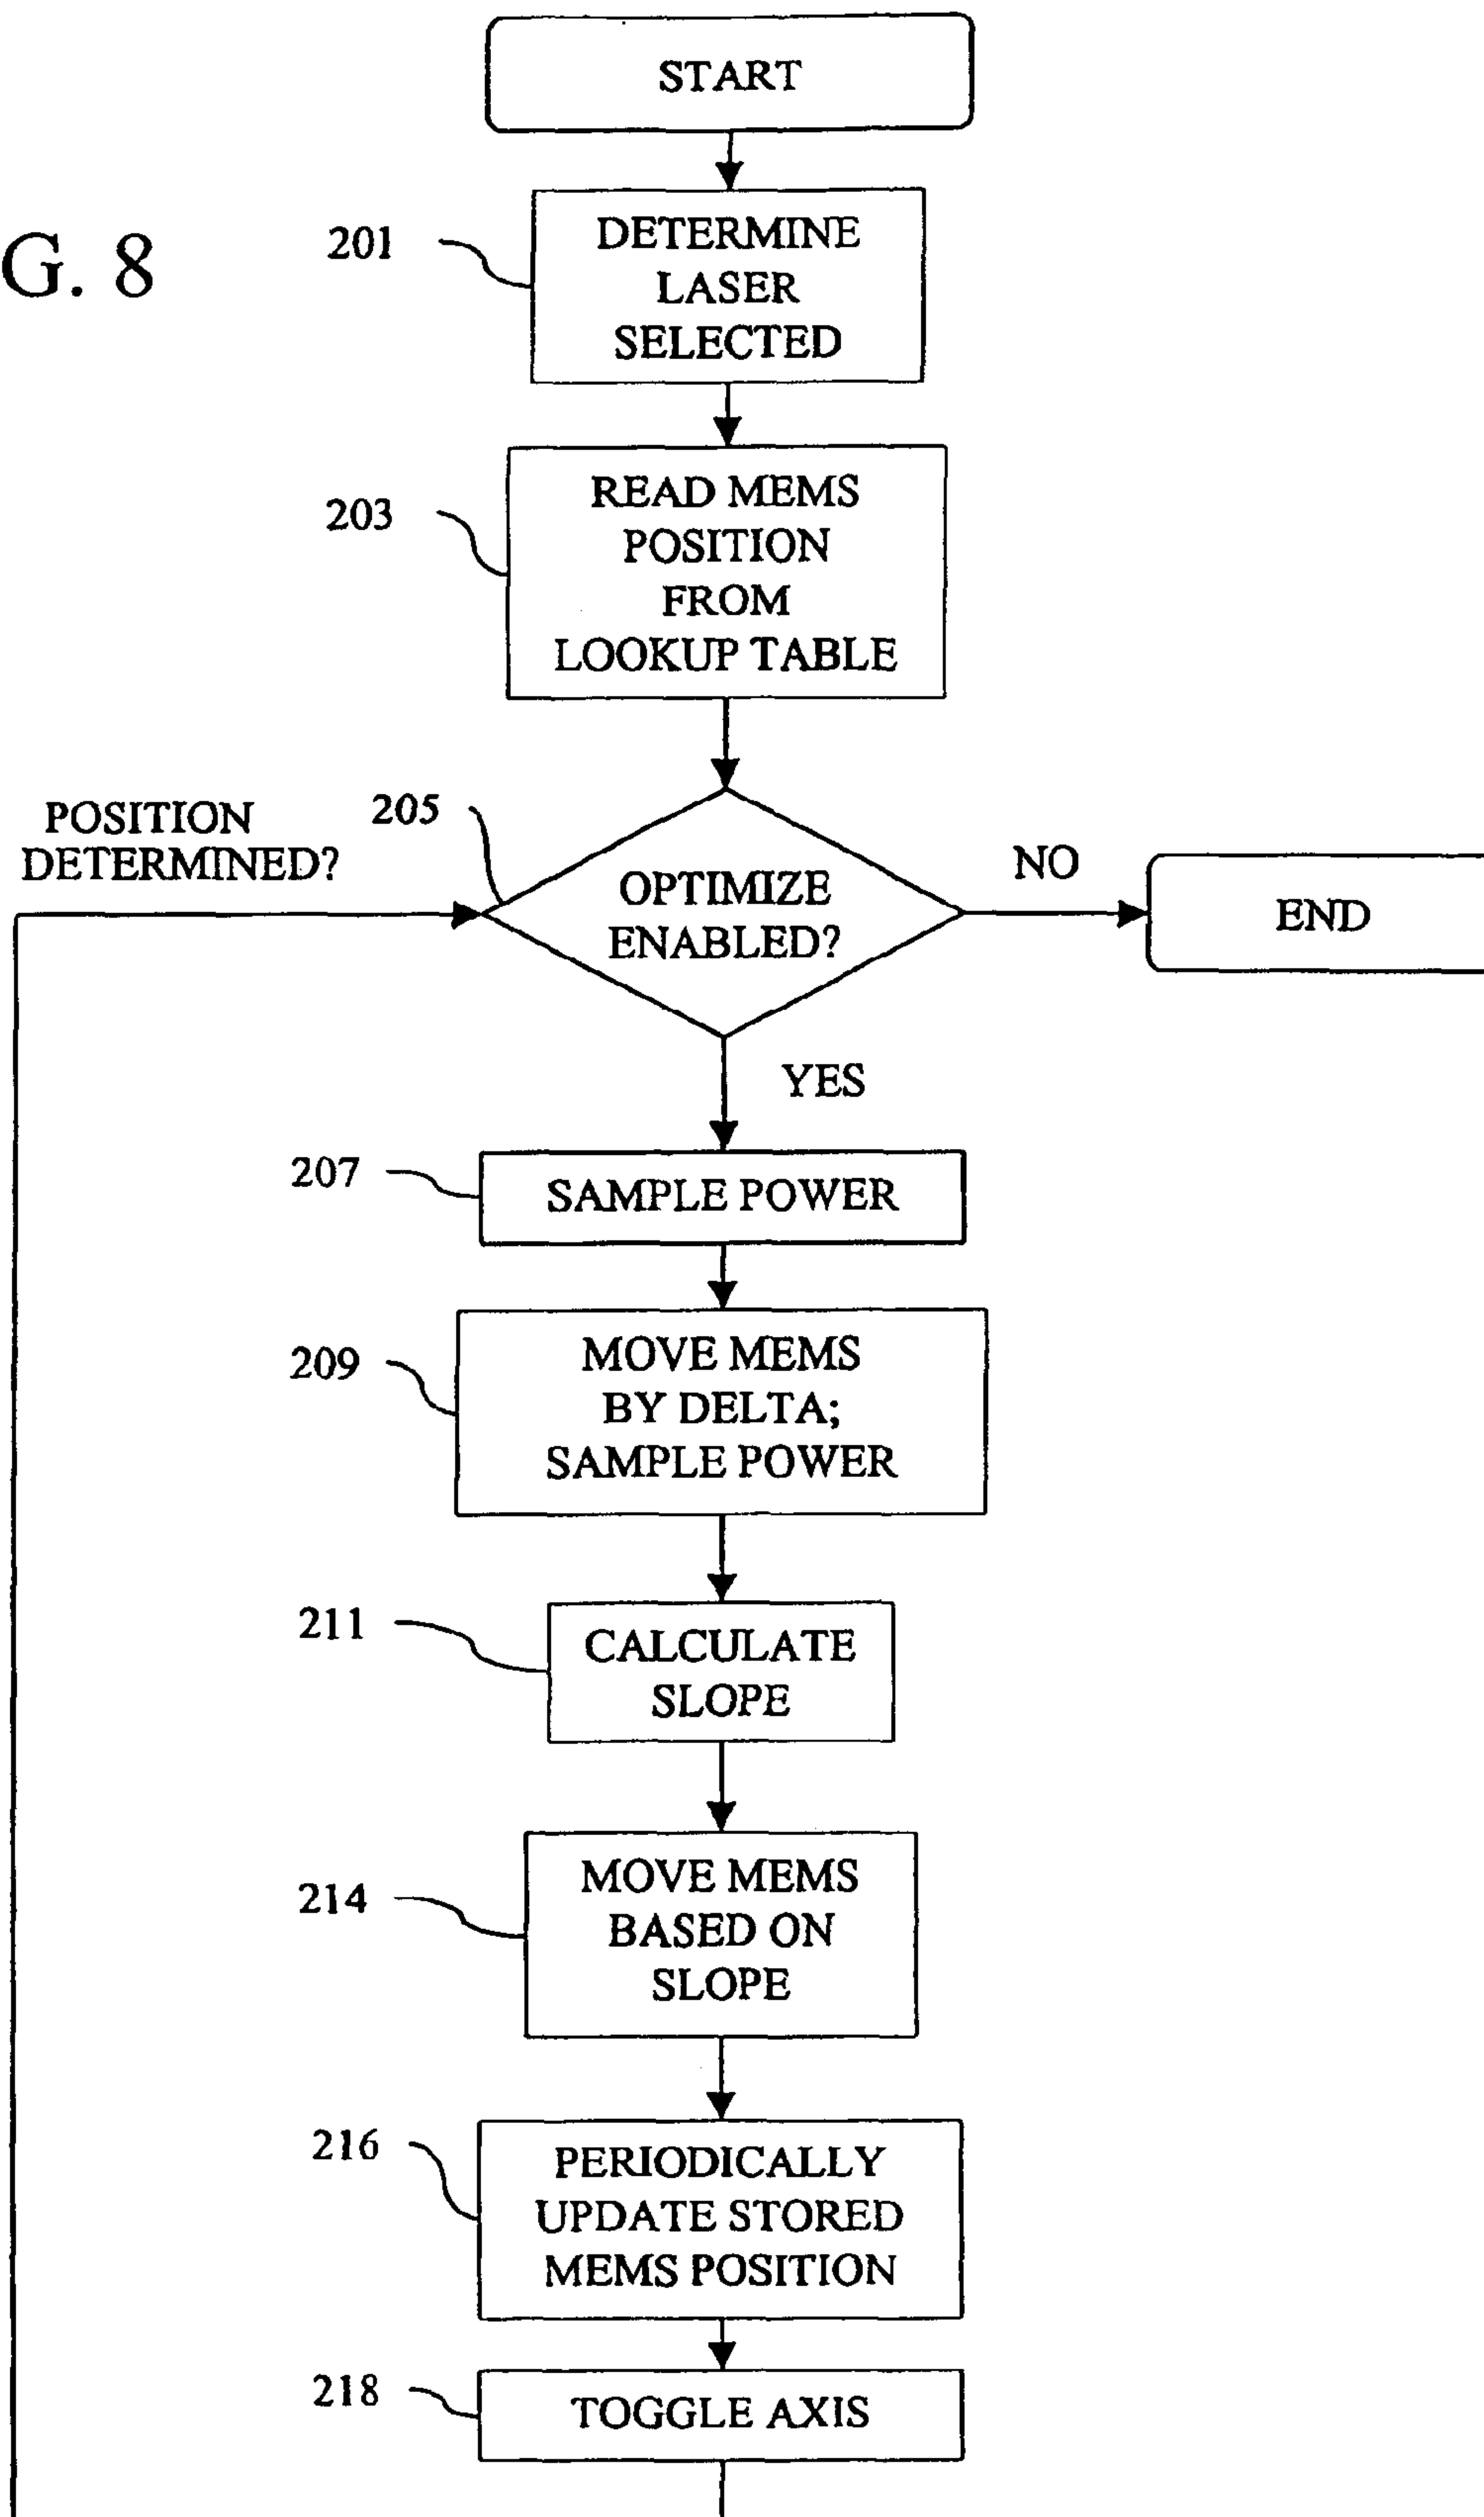 START
G. 8
201
DETERMINE
LASER
SELECTED
203
READ MEMS
POSITION
FROM
LOOKUP TABLE
POSITION
DETERMINED?
205
OPTIMIZE
ENABLED?
NO
END
YES
207
SAMPLE POWER
209
MOVE MEMS
BY DELTA;
SAMPLE POWER
211
CALCULATE
SLOPE
214
MOVE MEMS
BASED ON
SLOPE
216
PERIODICALLY
UPDATE STORED
MEMS POSITION
218
TOGGLE AXIS